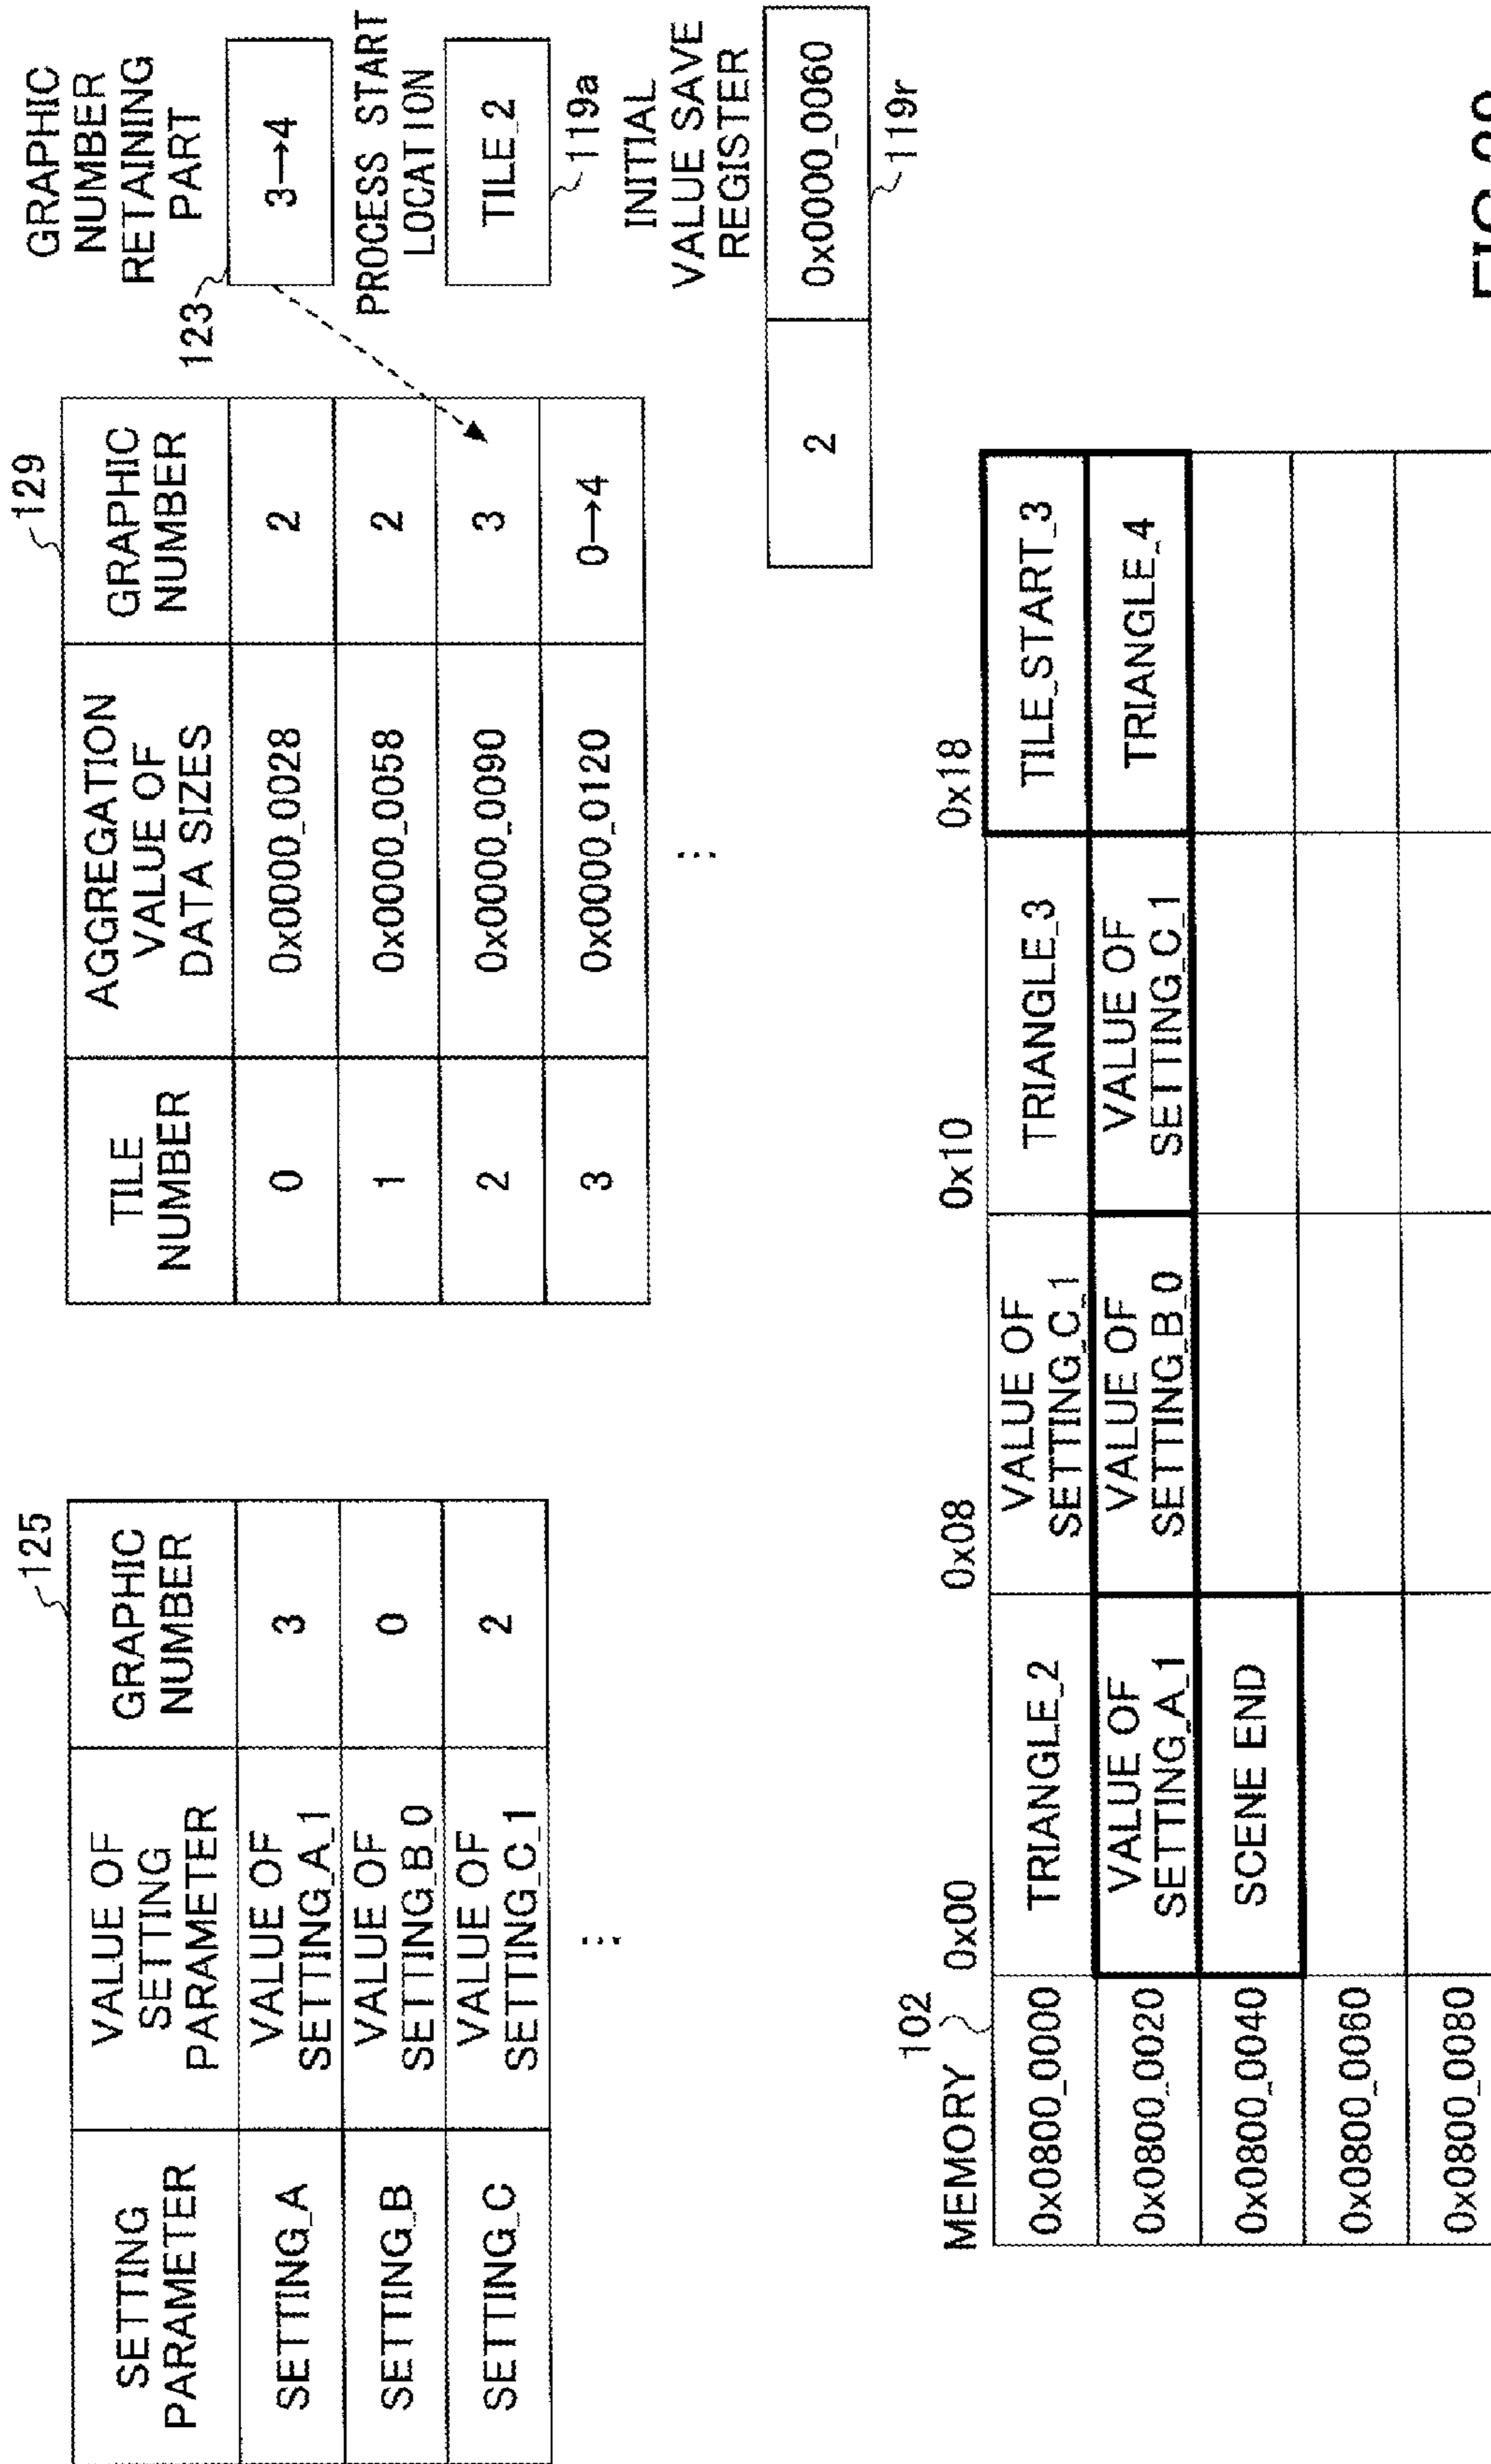 125
SETTING
PARAMETER
VALUE OF
SETTING
PARAMETER
GRAPHIC
NUMBER
SETTING_A
VALUE OF
SETTING_A_1
3
SETTING_B
VALUE OF
SETTING_B_0
0
SETTING_C
VALUE OF
SETTING_C_1
2
...
129
TILE
NUMBER
AGGREGATION
VALUE OF
DATA SIZES
GRAPHIC
NUMBER
0
0x0000_0028
2
1
0x0000_0058
2
2
0x0000_0090
3
3
0x0000_0120
0→4
...
GRAPHIC
NUMBER
RETAINING
PART
123
3→4
PROCESS START
LOCATION
TILE_2
119a
INITIAL
VALUE SAVE
REGISTER
2
0x0000_0060
119r
MEMORY
102
0x00
0x08
0x10
0x18
0x0800_0000
TRIANGLE_2
VALUE OF
SETTING_C_1
TRIANGLE_3
TILE_START_3
0x0800_0020
VALUE OF
SETTING_A_1
VALUE OF
SETTING_B_0
VALUE OF
SETTING_C_1
TRIANGLE_4
0x0800_0040
SCENE END
0x0800_0060
0x0800_0080